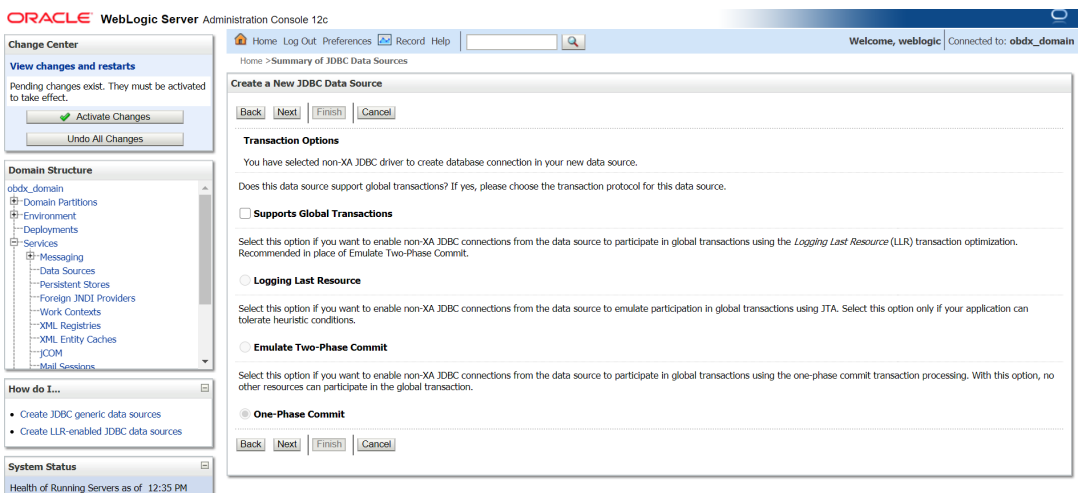 ORACLE WebLogic Server Administration Console 12c
Change Center
View changes and restarts
Pending changes exist. They must be activated
to take effect.
Activate Changes
Undo All Changes
Domain Structure
obdx_domain
Domain Partitions
Environment
Deployments
Services
Messaging
Data Sources
Persistent Stores
Foreign JNDI Providers
Work Contexts
XML Registries
XML Entity Caches
jCOM
Mail Sessions
How do I...
Create JDBC generic data sources
Create LLR-enabled JDBC data sources
System Status
Health of Running Servers as of 12:35 PM
Home Log Out Preferences Record Help
Welcome, weblogic Connected to: obdx_domain
Home >Summary of JDBC Data Sources
Create a New JDBC Data Source
Back Next Finish Cancel
Transaction Options
You have selected non-XA JDBC driver to create database connection in your new data source.
Does this data source support global transactions? If yes, please choose the transaction protocol for this data source.
Supports Global Transactions
Select this option if you want to enable non-XA JDBC connections from the data source to participate in global transactions using the Logging Last Resource (LLR) transaction optimization.
Recommended in place of Emulate Two-Phase Commit.
Logging Last Resource
Select this option if you want to enable non-XA JDBC connections from the data source to emulate participation in global transactions using JTA. Select this option only if your application can
tolerate heuristic conditions.
Emulate Two-Phase Commit
Select this option if you want to enable non-XA JDBC connections from the data source to participate in global transactions using the one-phase commit transaction processing. With this option, no
other resources can participate in the global transaction.
One-Phase Commit
Back Next Finish Cancel